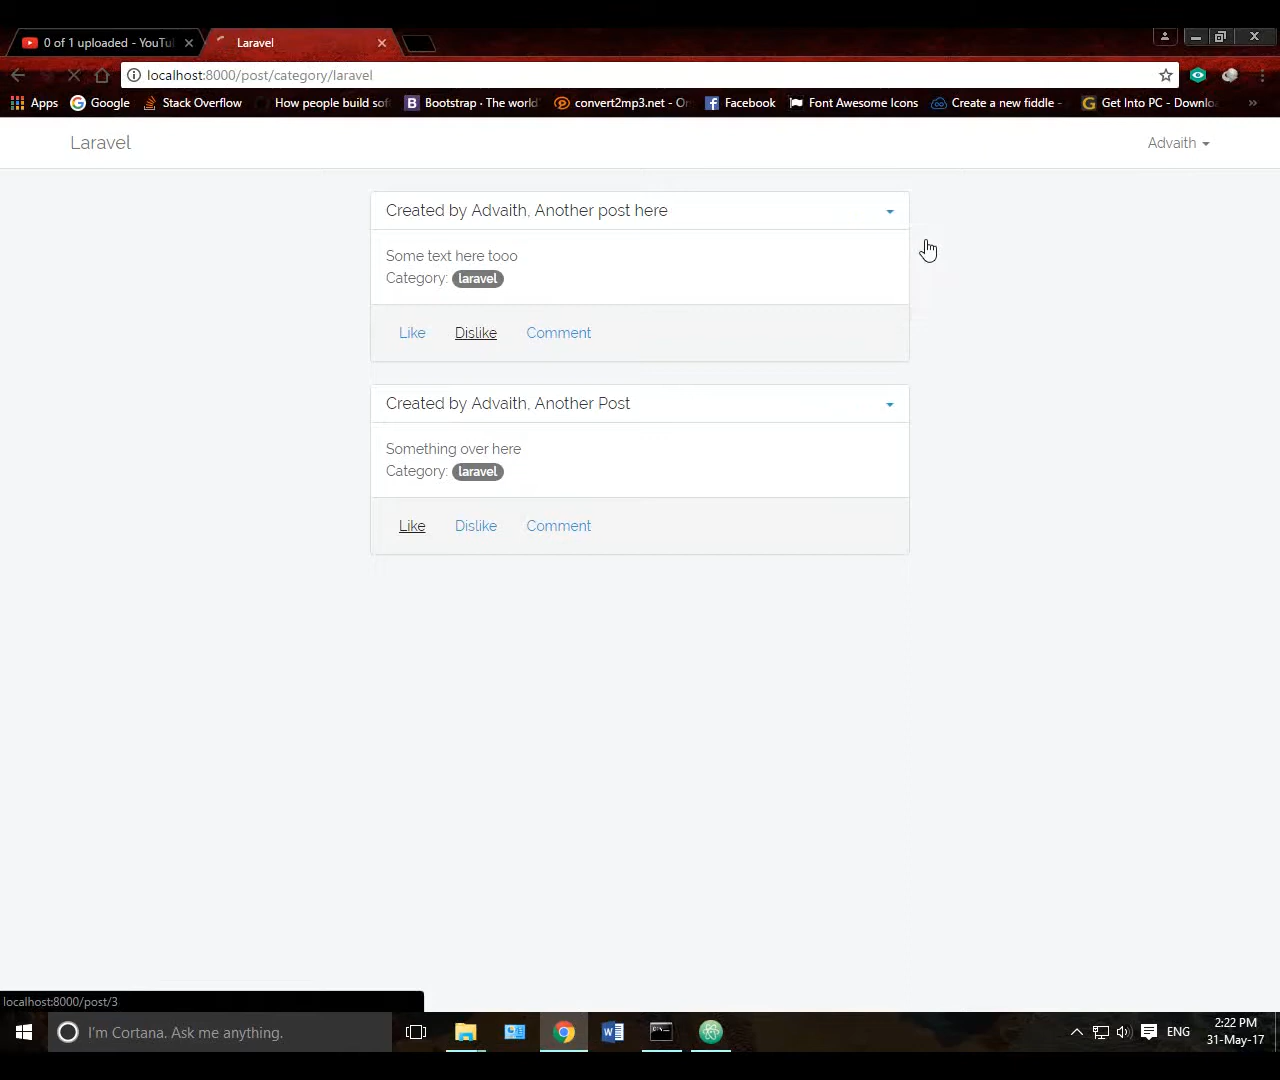 0 of 1 uploaded - YouTu
Laravel
localhost:8000/post/category/laravel
Apps
Google
Stack Overflow
How people build sof
Bootstrap · The world'
convert2mp3.net - On
Facebook
Font Awesome Icons
Create a new fiddle -
Get Into PC - Downlo
Laravel
Advaith
Created by Advaith, Another post here
Some text here tooo
Category: laravel
Like Dislike Comment
Created by Advaith, Another Post
Something over here
Category: laravel
Like Dislike Comment
localhost:8000/post/3
I'm Cortana. Ask me anything.
ENG
2:22 PM
31-May-17